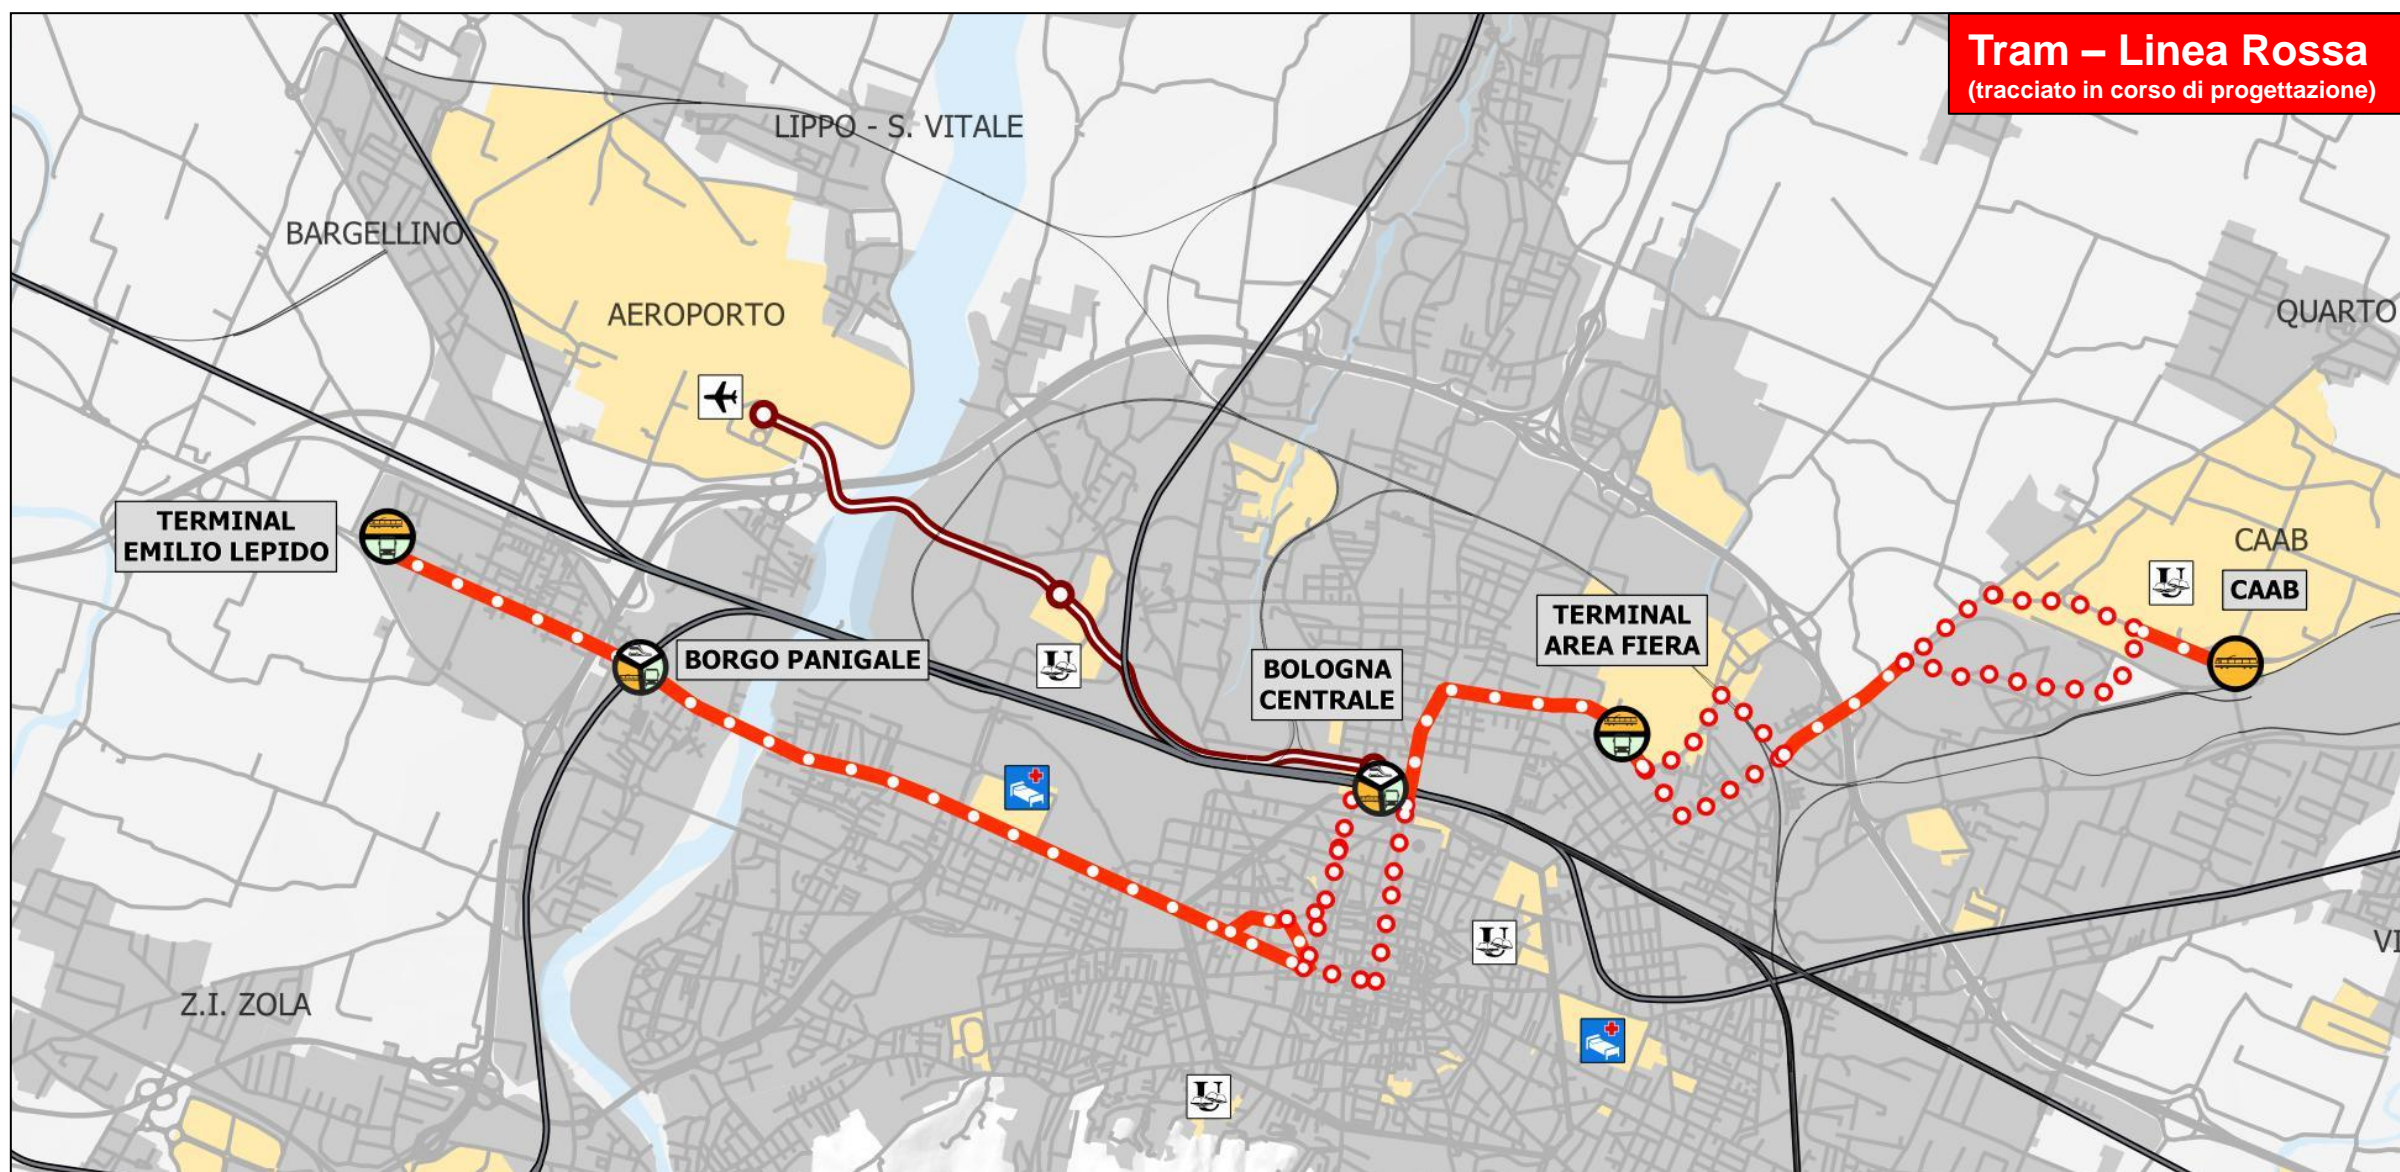 Tram – Linea Rossa
(tracciato in corso di progettazione)
LIPPO - S. VITALE
BARGELLINO
AEROPORTO
QUARTO
TERMINAL
EMILIO LEPIDO
CAAB
CAAB
TERMINAL
AREA FIERA
BORGO PANIGALE
BOLOGNA
CENTRALE
VI
Z.I. ZOLA